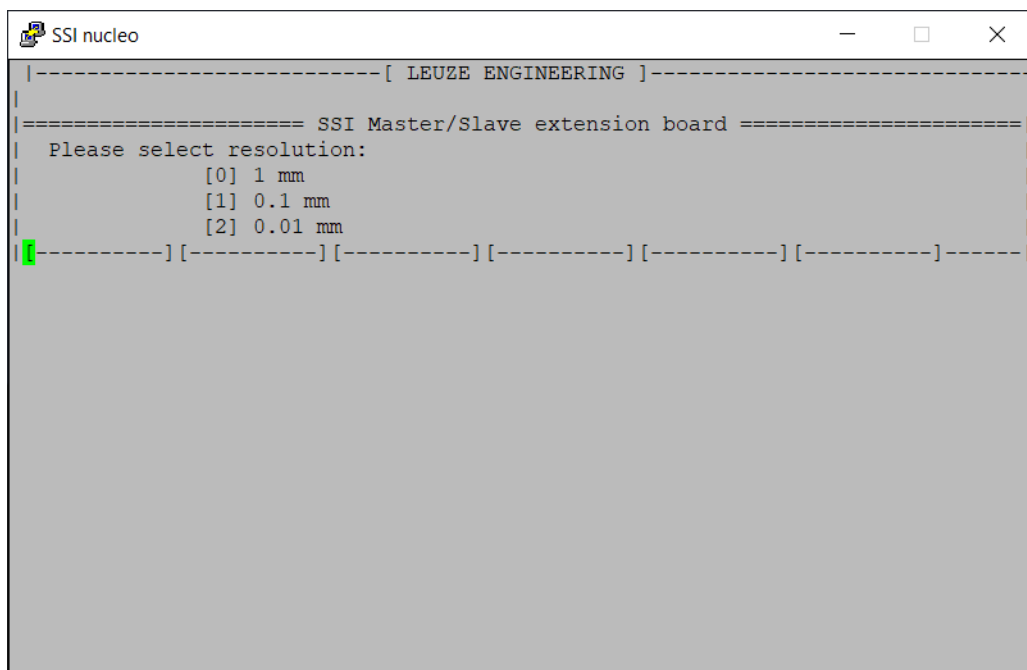 SSI nucleo
|---------------------------[ LEUZE ENGINEERING ]------------------------------
|
|====================== SSI Master/Slave extension board ======================|
| Please select resolution: |
| [0] 1 mm |
| [1] 0.1 mm |
| [2] 0.01 mm |
|[----------][----------][----------][----------][----------][----------]------|